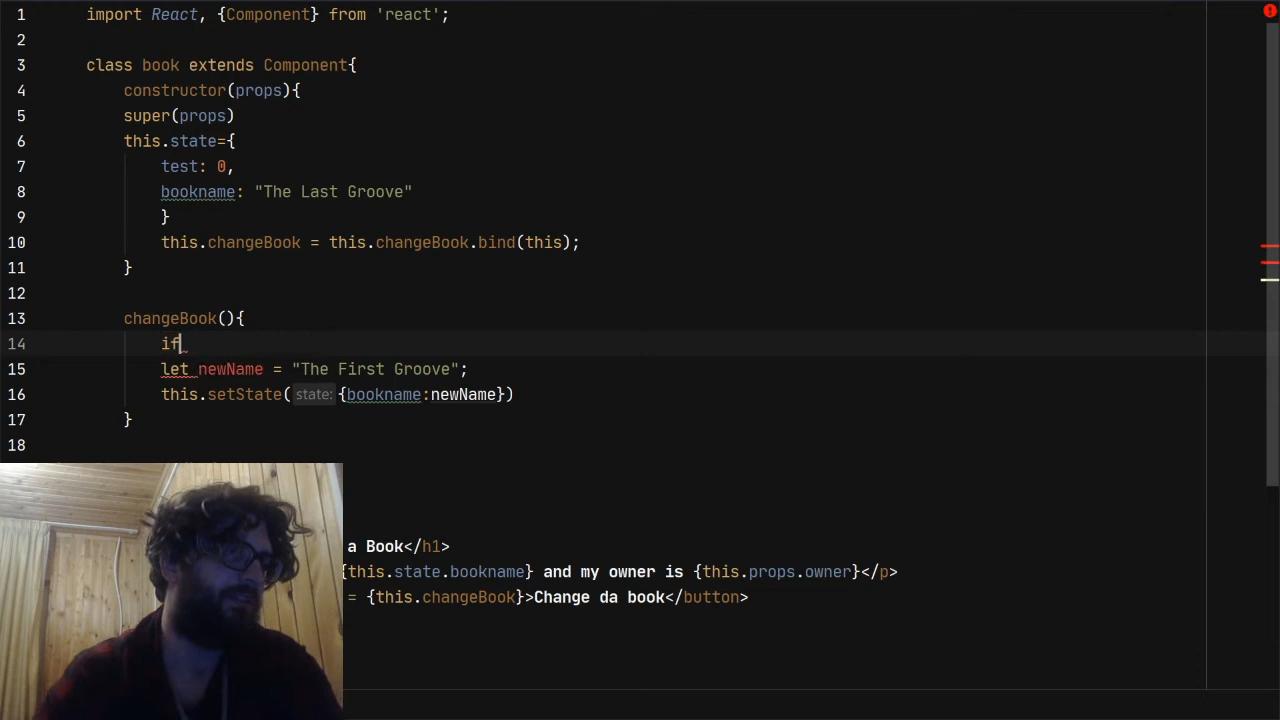 1 import React, {Component} from 'react';
2
3 class book extends Component{
4 constructor(props){
5 super(props)
6 this.state={
7 test: 0,
8 bookname: "The Last Groove"
9 }
10 this.changeBook = this.changeBook.bind(this);
11 }
12
13 changeBook(){
14 if
15 let newName = "The First Groove";
16 this.setState( state: {bookname:newName})
17 }
18
a Book</h1>
{this.state.bookname} and my owner is {this.props.owner}</p>
= {this.changeBook}>Change da book</button>